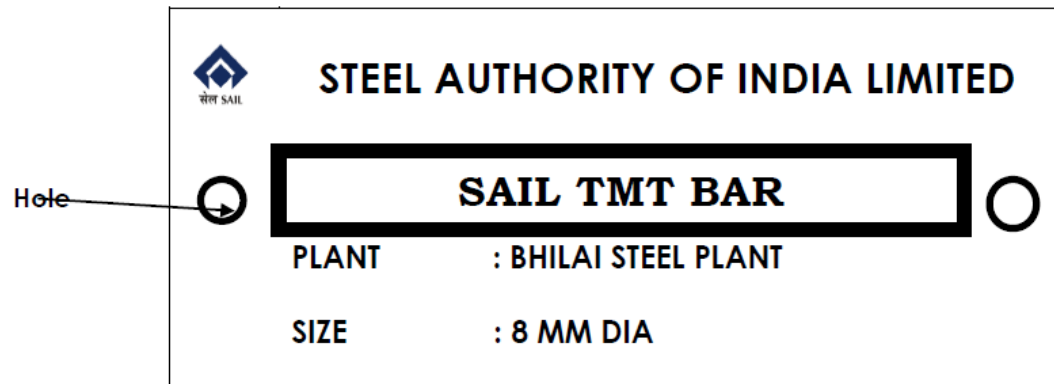 STEEL AUTHORITY OF INDIA LIMITED
सेल SAIL
Hole
SAIL TMT BAR
PLANT : BHILAI STEEL PLANT
SIZE : 8 MM DIA